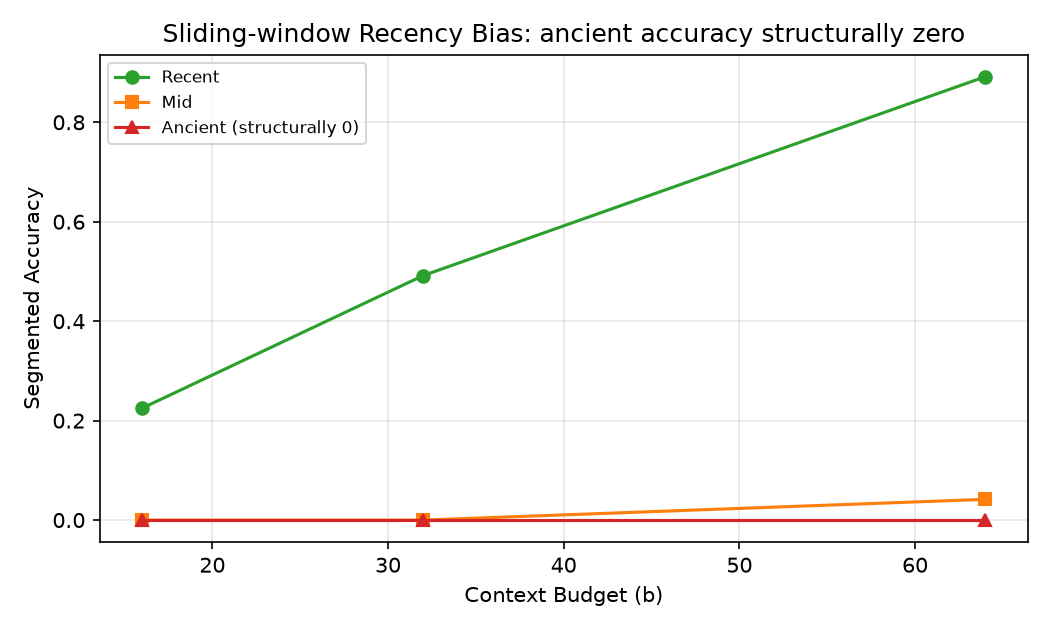 Sliding-window Recency Bias: ancient accuracy structurally zero
Recent
Mid
Ancient (structurally 0)
Segmented Accuracy
0.8
0.6
0.4
0.2
0.0
20 30 40 50 60
Context Budget (b)